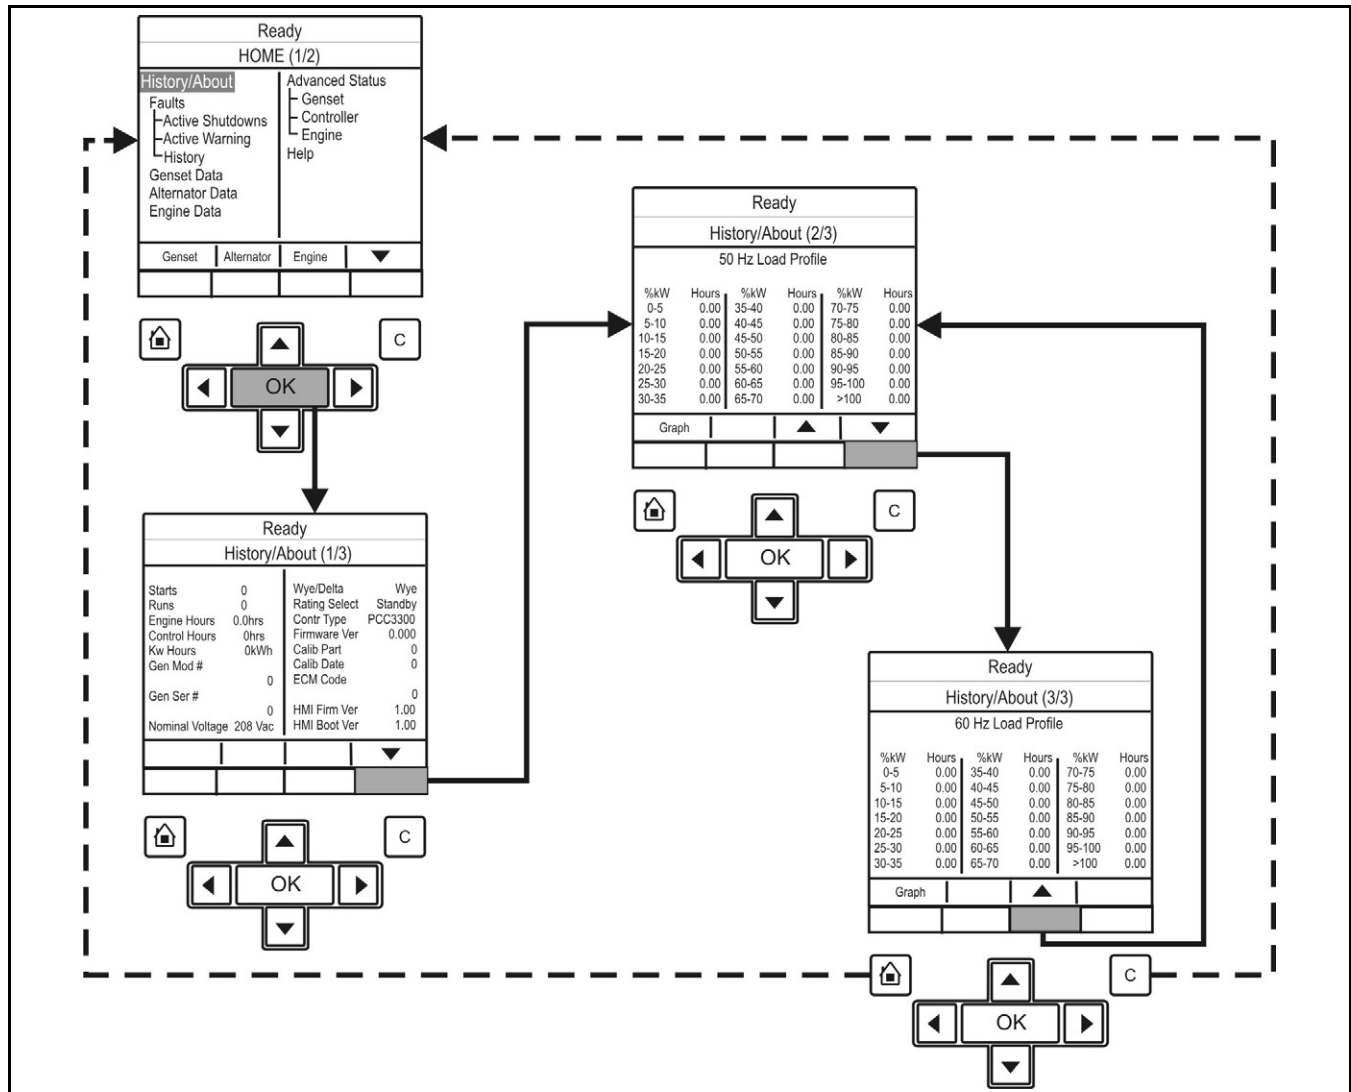 Ready
HOME (1/2)
History/About
Faults
Active Shutdowns
Active Warning
History
Genset Data
Alternator Data
Engine Data
Advanced Status
Genset
Controller
Engine
Help
Genset Alternator Engine
C
OK
Ready
History/About (1/3)
Starts 0
Runs 0
Engine Hours 0.0hrs
Control Hours 0hrs
Kw Hours 0kWh
Gen Mod #
0
Gen Ser #
0
Nominal Voltage 208 Vac
Wye/Delta Wye
Rating Select Standby
Contr Type PCC3300
Firmware Ver 0.000
Calib Part 0
Calib Date 0
ECM Code
0
HMI Firm Ver 1.00
HMI Boot Ver 1.00
C
OK
Ready
History/About (2/3)
50 Hz Load Profile
%kW Hours %kW Hours %kW Hours
0-5 0.00 35-40 0.00 70-75 0.00
5-10 0.00 40-45 0.00 75-80 0.00
10-15 0.00 45-50 0.00 80-85 0.00
15-20 0.00 50-55 0.00 85-90 0.00
20-25 0.00 55-60 0.00 90-95 0.00
25-30 0.00 60-65 0.00 95-100 0.00
30-35 0.00 65-70 0.00 >100 0.00
Graph
C
OK
Ready
History/About (3/3)
60 Hz Load Profile
%kW Hours %kW Hours %kW Hours
0-5 0.00 35-40 0.00 70-75 0.00
5-10 0.00 40-45 0.00 75-80 0.00
10-15 0.00 45-50 0.00 80-85 0.00
15-20 0.00 50-55 0.00 85-90 0.00
20-25 0.00 55-60 0.00 90-95 0.00
25-30 0.00 60-65 0.00 95-100 0.00
30-35 0.00 65-70 0.00 >100 0.00
Graph
C
OK